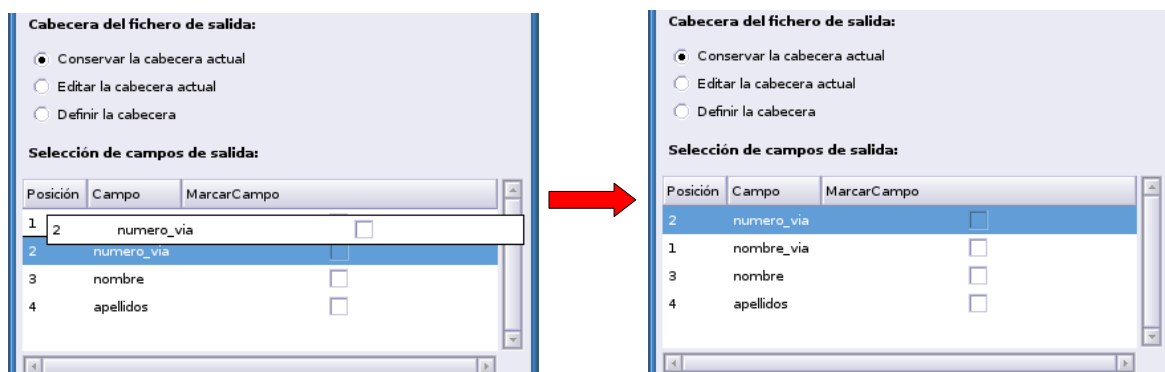 Cabecera del fichero de salida:
Conservar la cabecera actual
Editar la cabecera actual
Definir la cabecera
Selección de campos de salida:
Posición Campo MarcarCampo
1
2 numero_via
2 numero_via
3 nombre
4 apellidos
Cabecera del fichero de salida:
Conservar la cabecera actual
Editar la cabecera actual
Definir la cabecera
Selección de campos de salida:
Posición Campo MarcarCampo
2 numero_via
1 nombre_via
3 nombre
4 apellidos